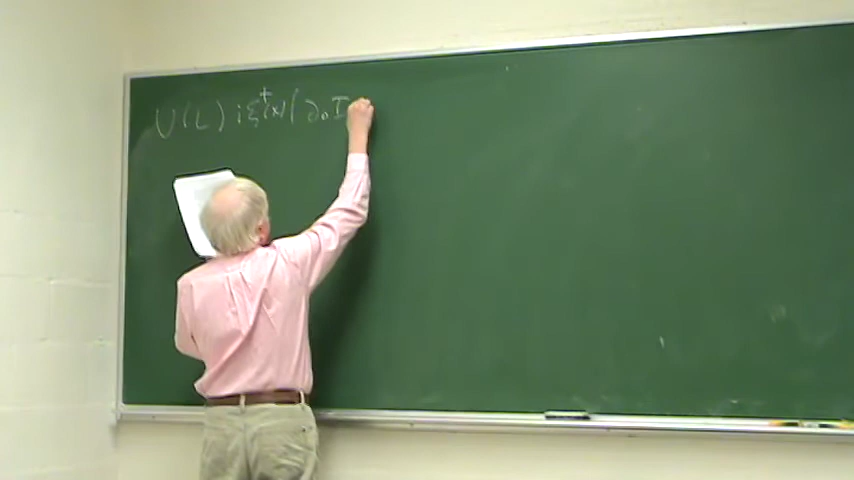 U(L) i ξ†(x) ( ∂₀ I